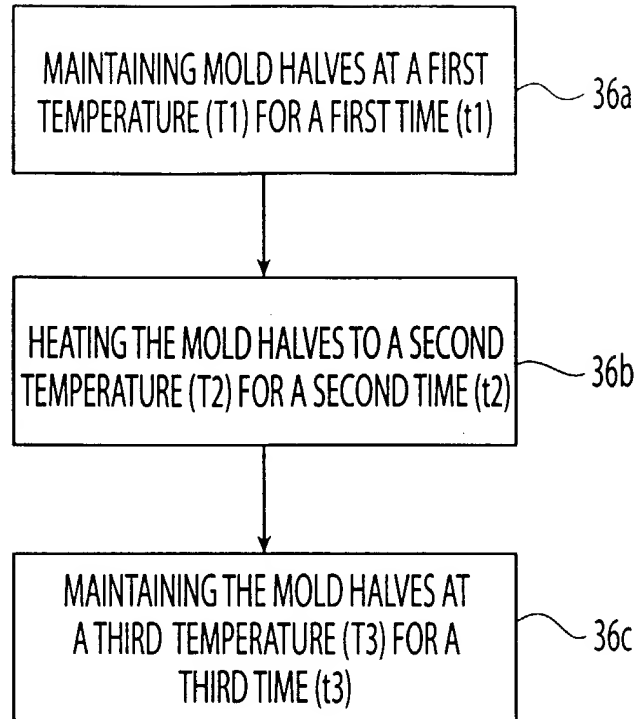 MAINTAINING MOLD HALVES AT A FIRST
TEMPERATURE (T1) FOR A FIRST TIME (t1)
36a
HEATING THE MOLD HALVES TO A SECOND
TEMPERATURE (T2) FOR A SECOND TIME (t2)
36b
MAINTAINING THE MOLD HALVES AT
A THIRD TEMPERATURE (T3) FOR A
THIRD TIME (t3)
36c